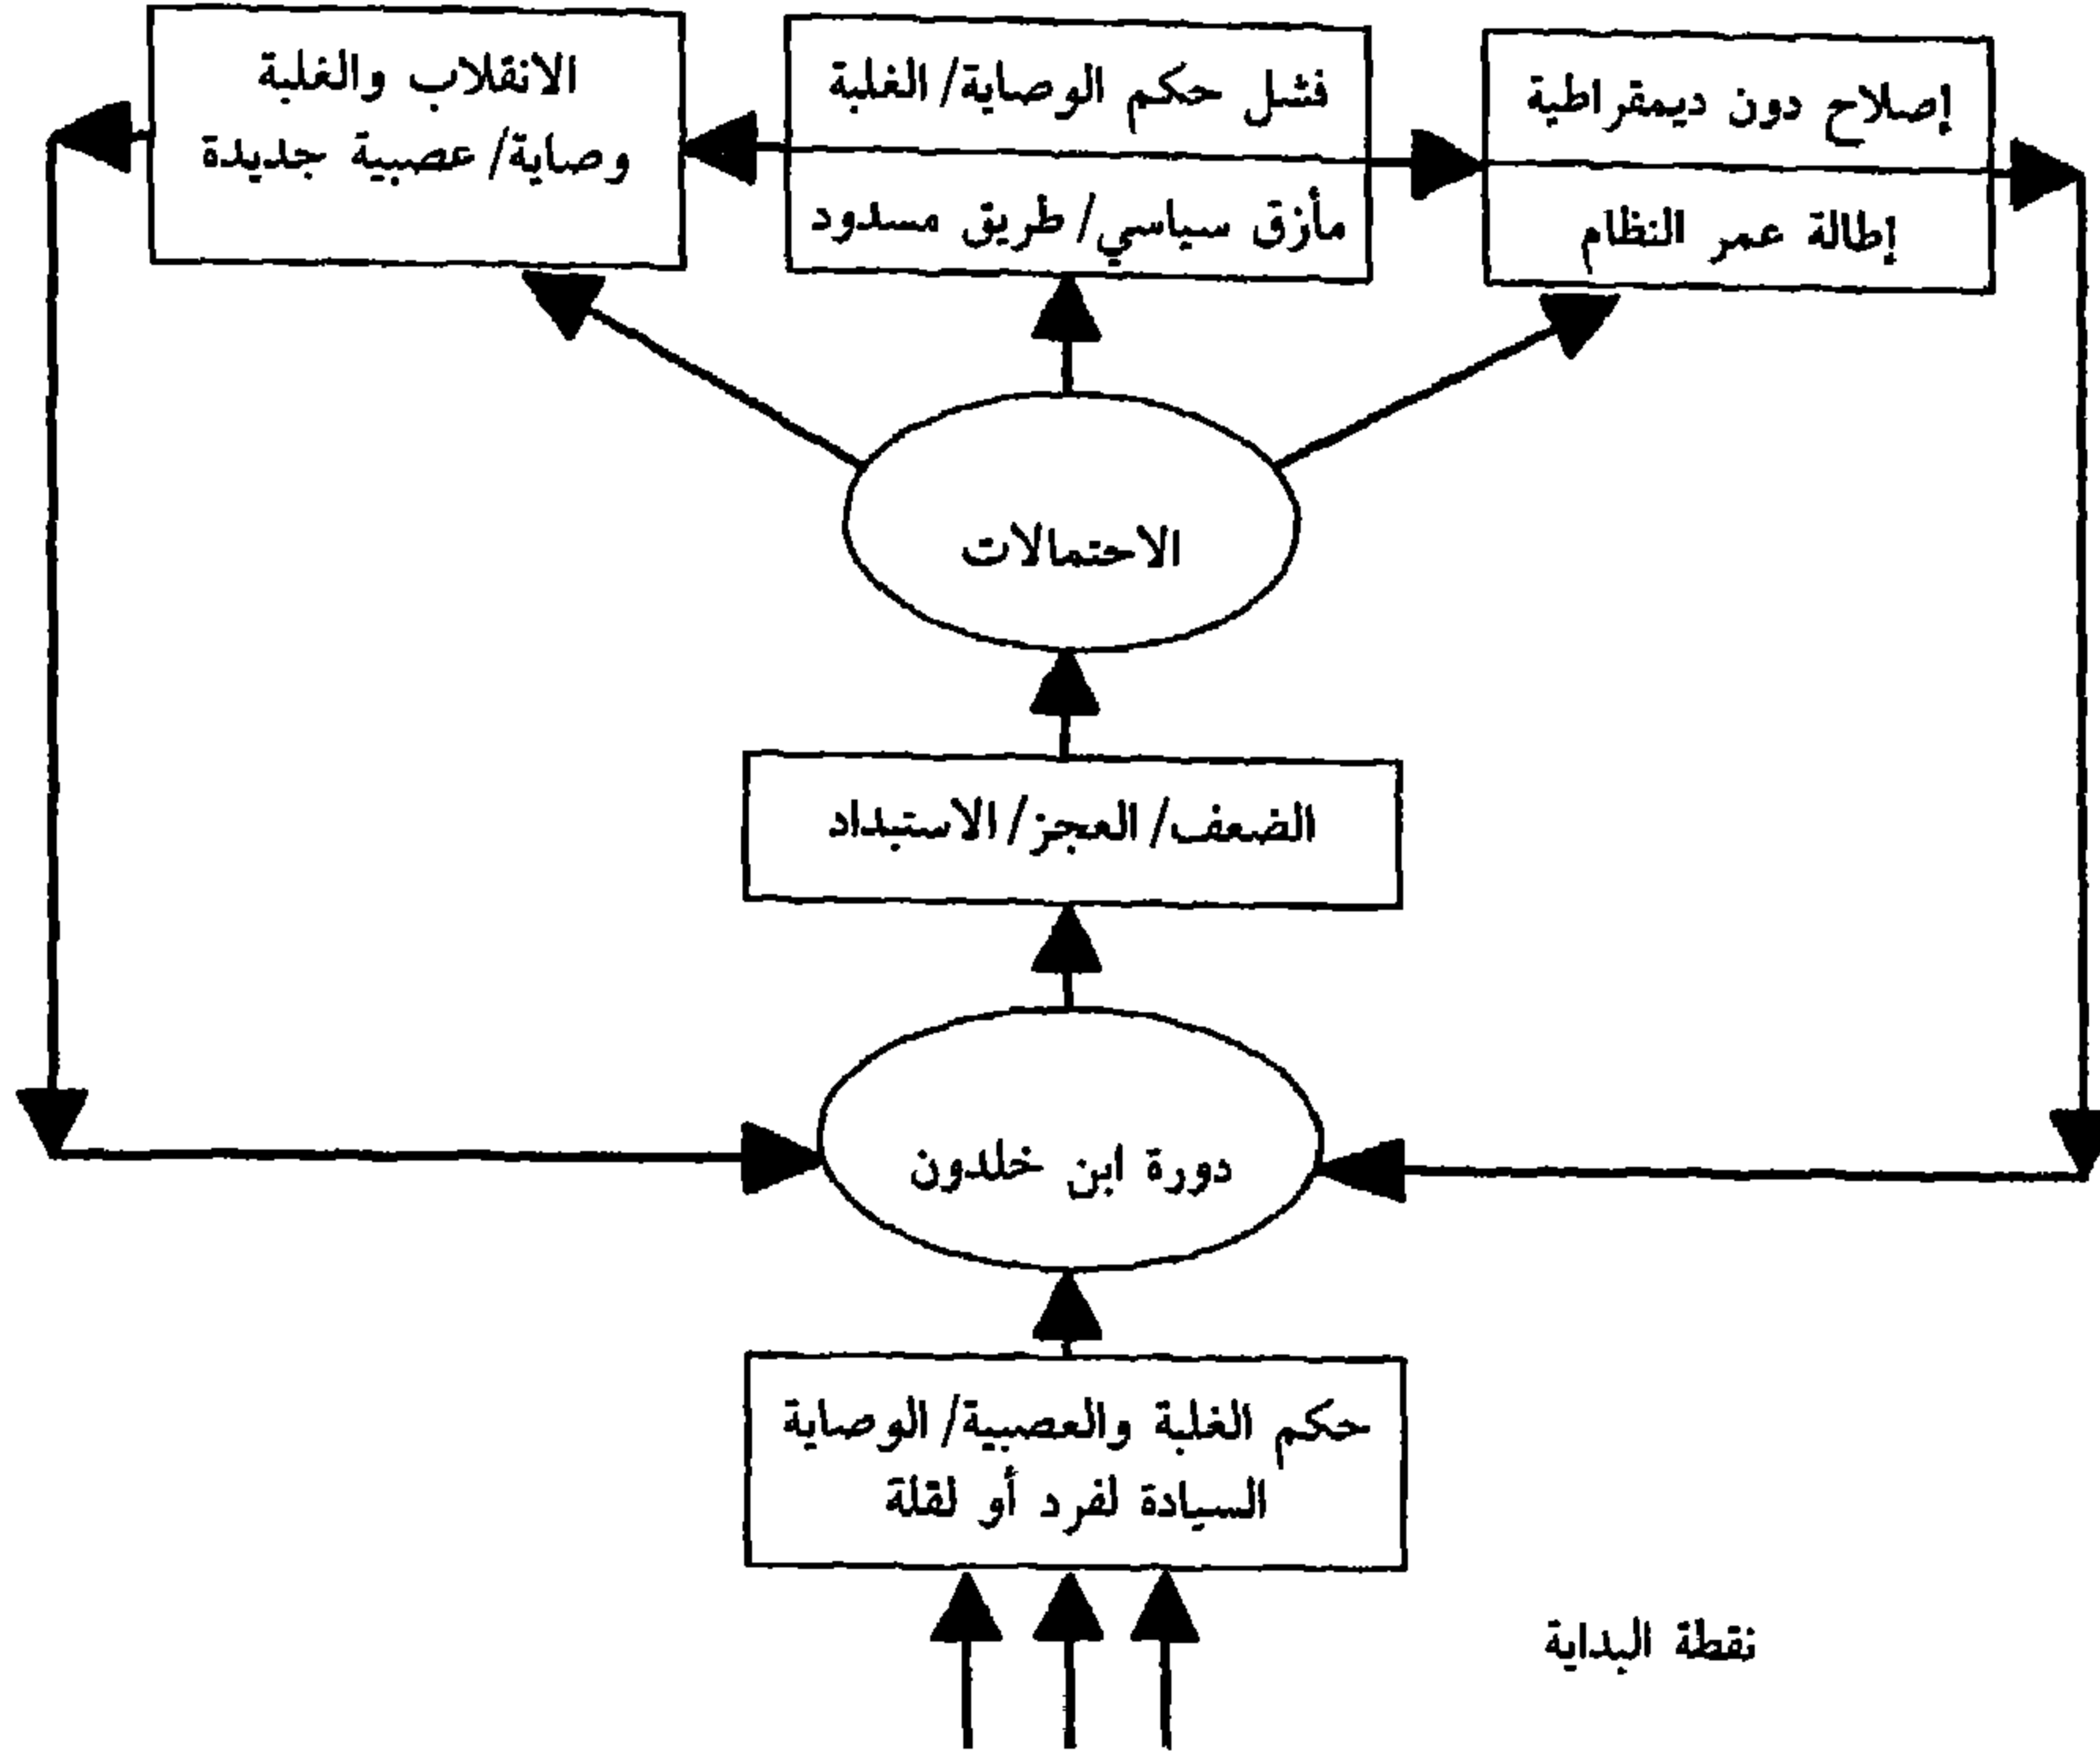 إصلاح دون ديمقراطية
إطالة عمر النظام
فشل حكم الوصاية/الغلبة
مأزق سياسي/طريق مسدود
الانقلاب والغلبة
وصاية/عصبية جديدة
الاحتمالات
الضعف/العجز/الاستبداد
دورة ابن خلدون
حكم الغلبة والعصبية/الوصاية
السيادة لفرد أو لقلة
نقطة البداية